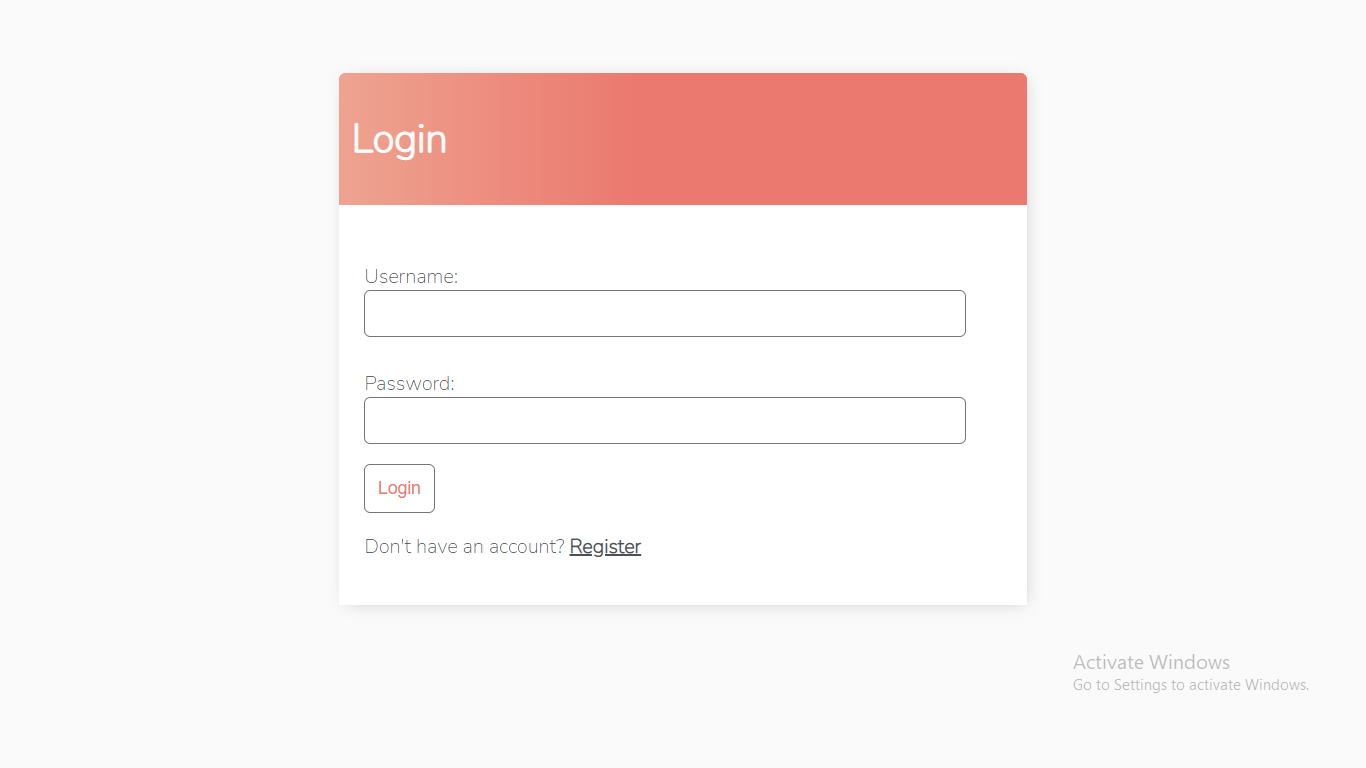 Login
Username:
Password:
Login
Don't have an account? Register
Activate Windows
Go to Settings to activate Windows.